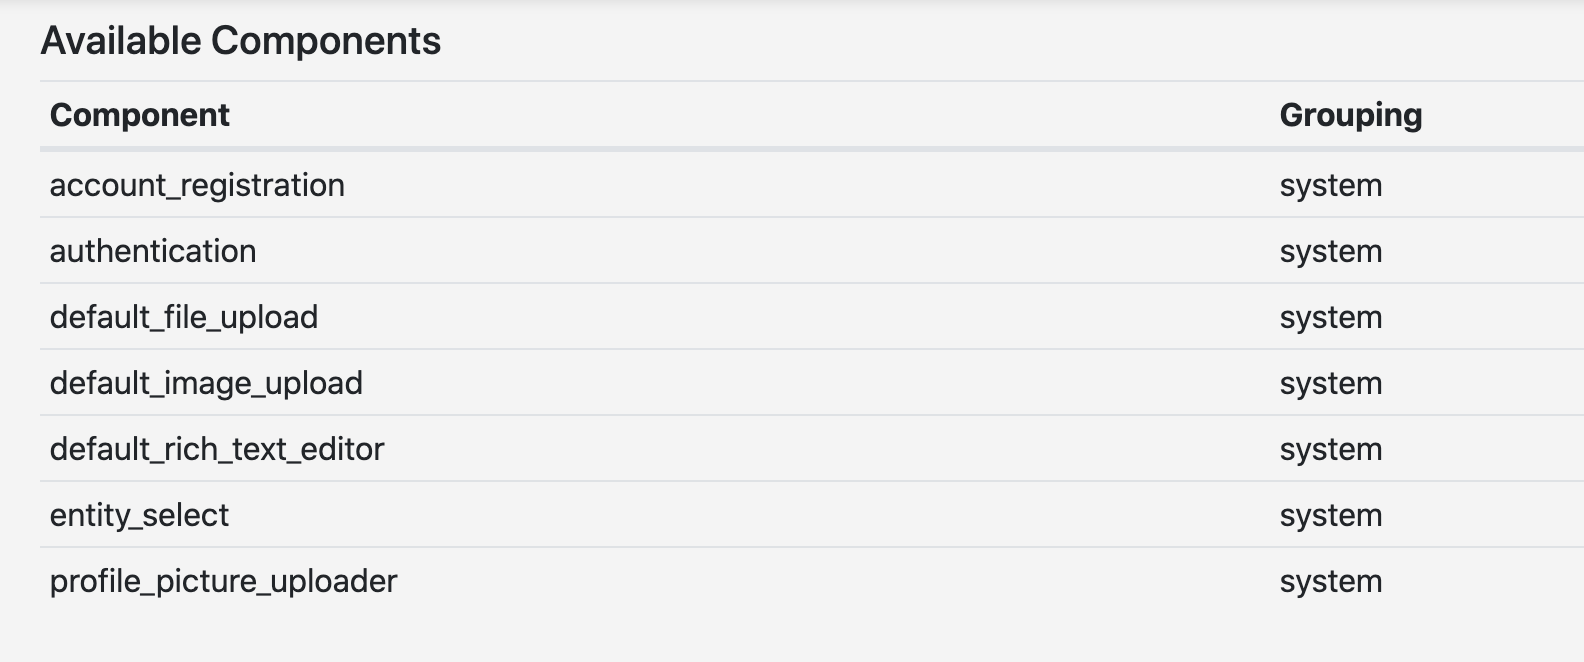 Available Components
Component Grouping
account_registration system
authentication system
default_file_upload system
default_image_upload system
default_rich_text_editor system
entity_select system
profile_picture_uploader system